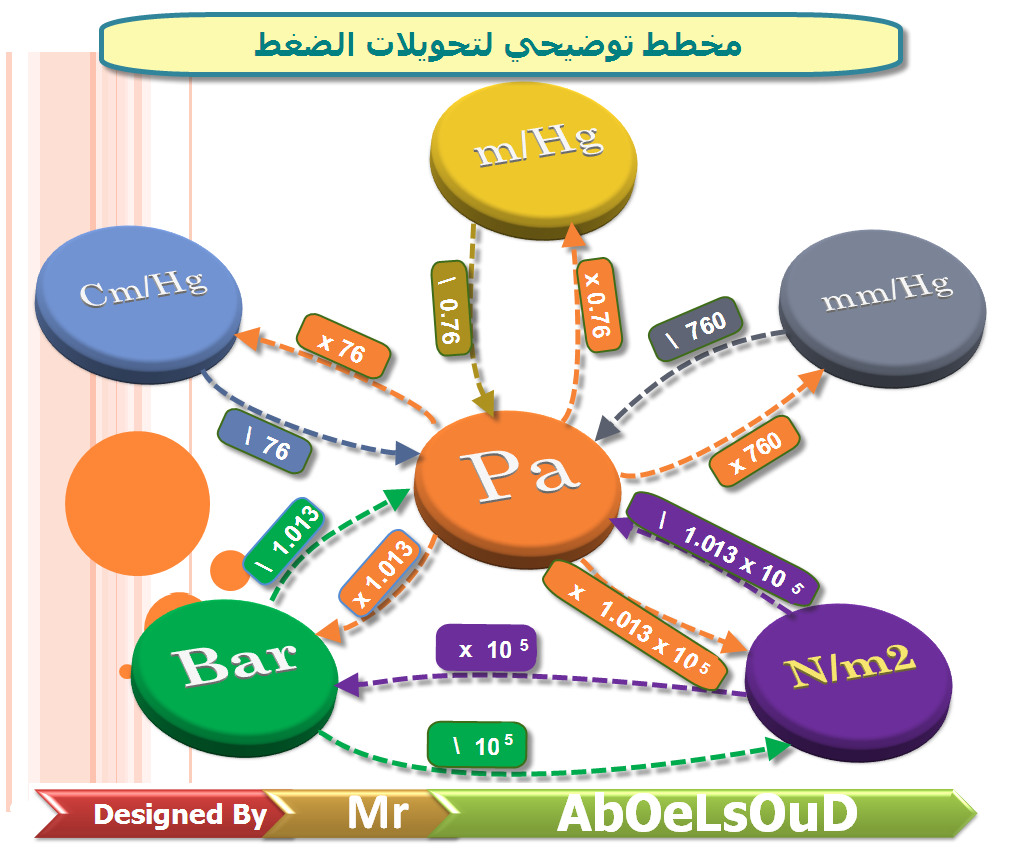 مخطط توضيحي لتحويلات الضغط
m/Hg
Cm/Hg
mm/Hg
\ 0.76
x 0.76
x 76
\ 760
\ 76
x 760
Pa
\ 1.013
x 1.013
\ 1.013 x 10 5
x 1.013 x 10 5
Bar
x 10 5
N/m2
\ 10 5
Designed By Mr AbOeLsOuD